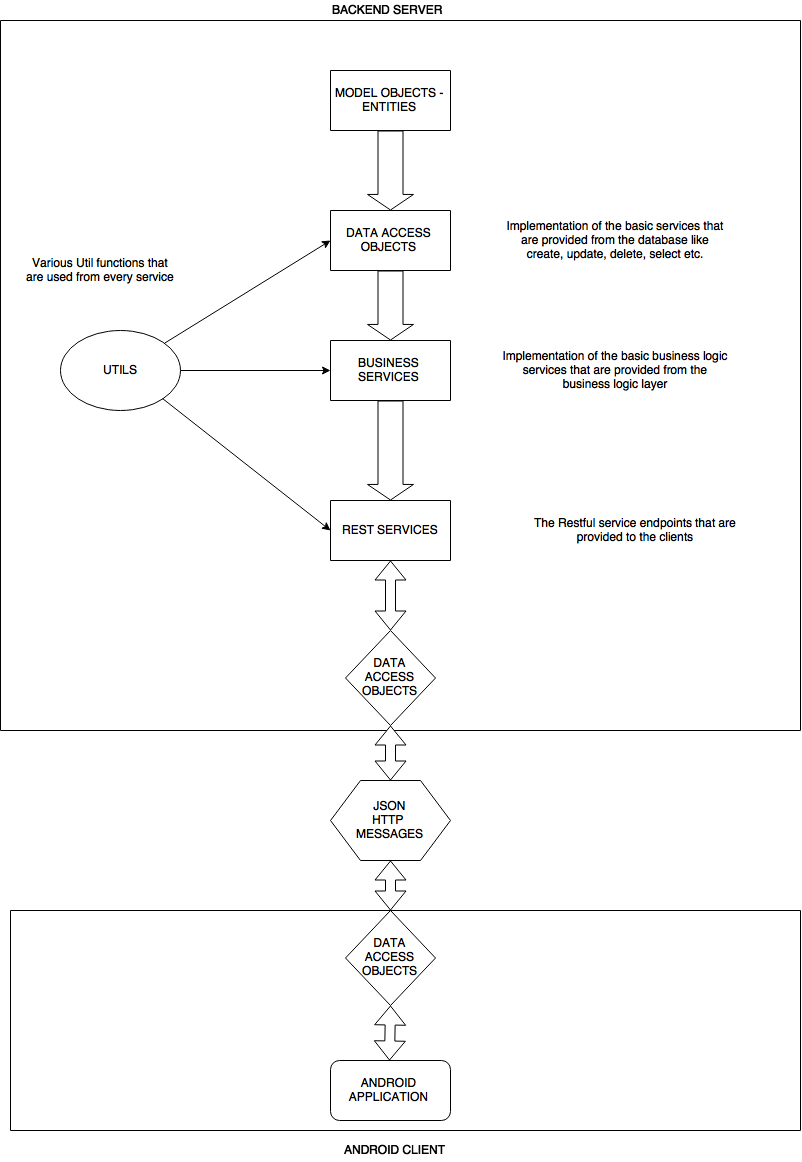 BACKEND SERVER
MODEL OBJECTS -
ENTITIES
DATA ACCESS
OBJECTS
Implementation of the basic services that
are provided from the database like
create, update, delete, select etc.
Various Util functions that
are used from every service
UTILS
BUSINESS
SERVICES
Implementation of the basic business logic
services that are provided from the
business logic layer
REST SERVICES
The Restful service endpoints that are
provided to the clients
DATA
ACCESS
OBJECTS
JSON
HTTP
MESSAGES
DATA
ACCESS
OBJECTS
ANDROID
APPLICATION
ANDROID CLIENT